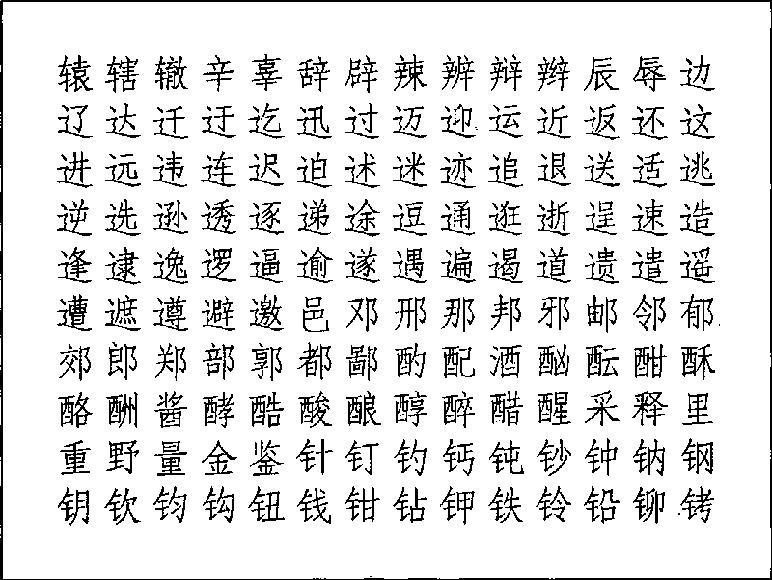 辕辖辙辛辜辞辟辣辨辩辫辰辱边
辽达迁迂迄迅过迈迎运近返还这
进远违连迟迫述迷迹追退送适逃
逆选逊透逐递途逗通逛逝逞速造
逢逮逸逻逼逾遂遇遍遏道遗遣遥
遭遮遵避邀邑邓邢那邦邪邮邻郁
郊郎郑部郭都鄙酌配酒酗酝酣酥
酪酬酱酵酷酸酿醇醉醋醒采释里
重野量金鉴针钉钓钙钝钞钟钠钢
钥钦钧钩钮钱钳钻钾铁铃铅铆铐